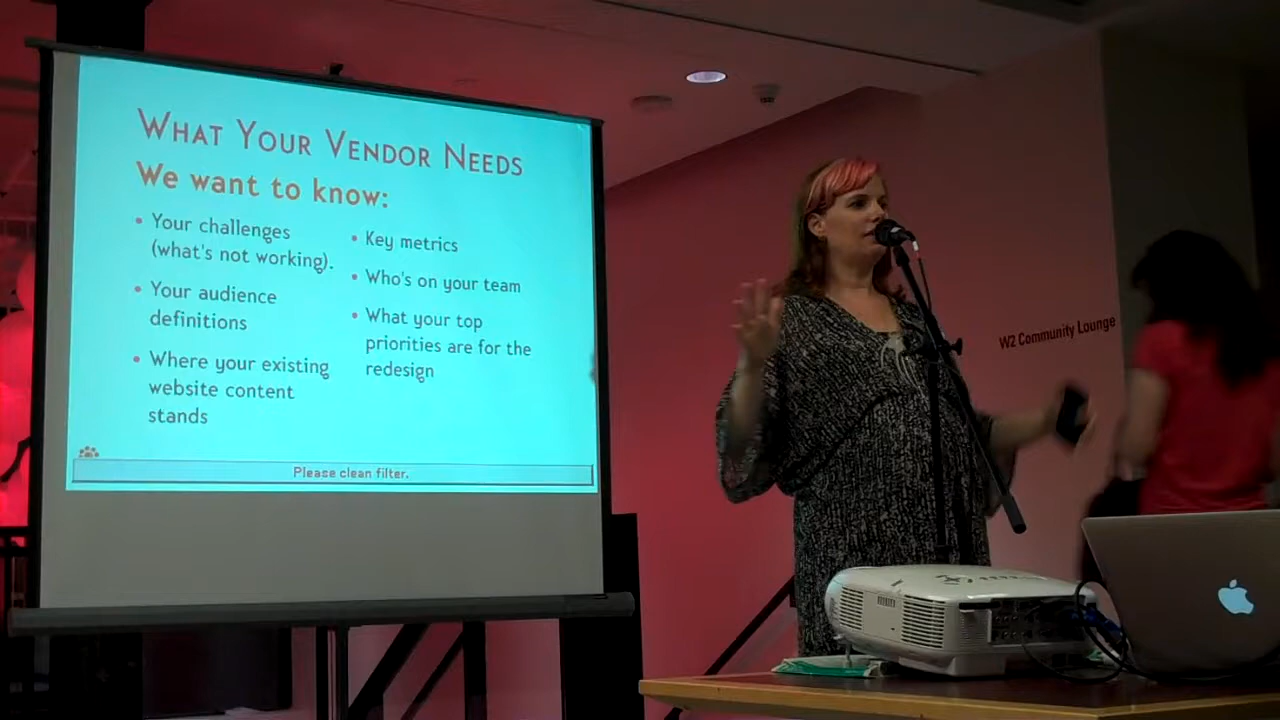 What Your Vendor Needs
We want to know:
• Your challenges
(what's not working).
• Your audience
definitions
• Where your existing
website content
stands
• Key metrics
• Who's on your team
• What your top
priorities are for the
redesign
Please clean filter.
W2 Community Lounge